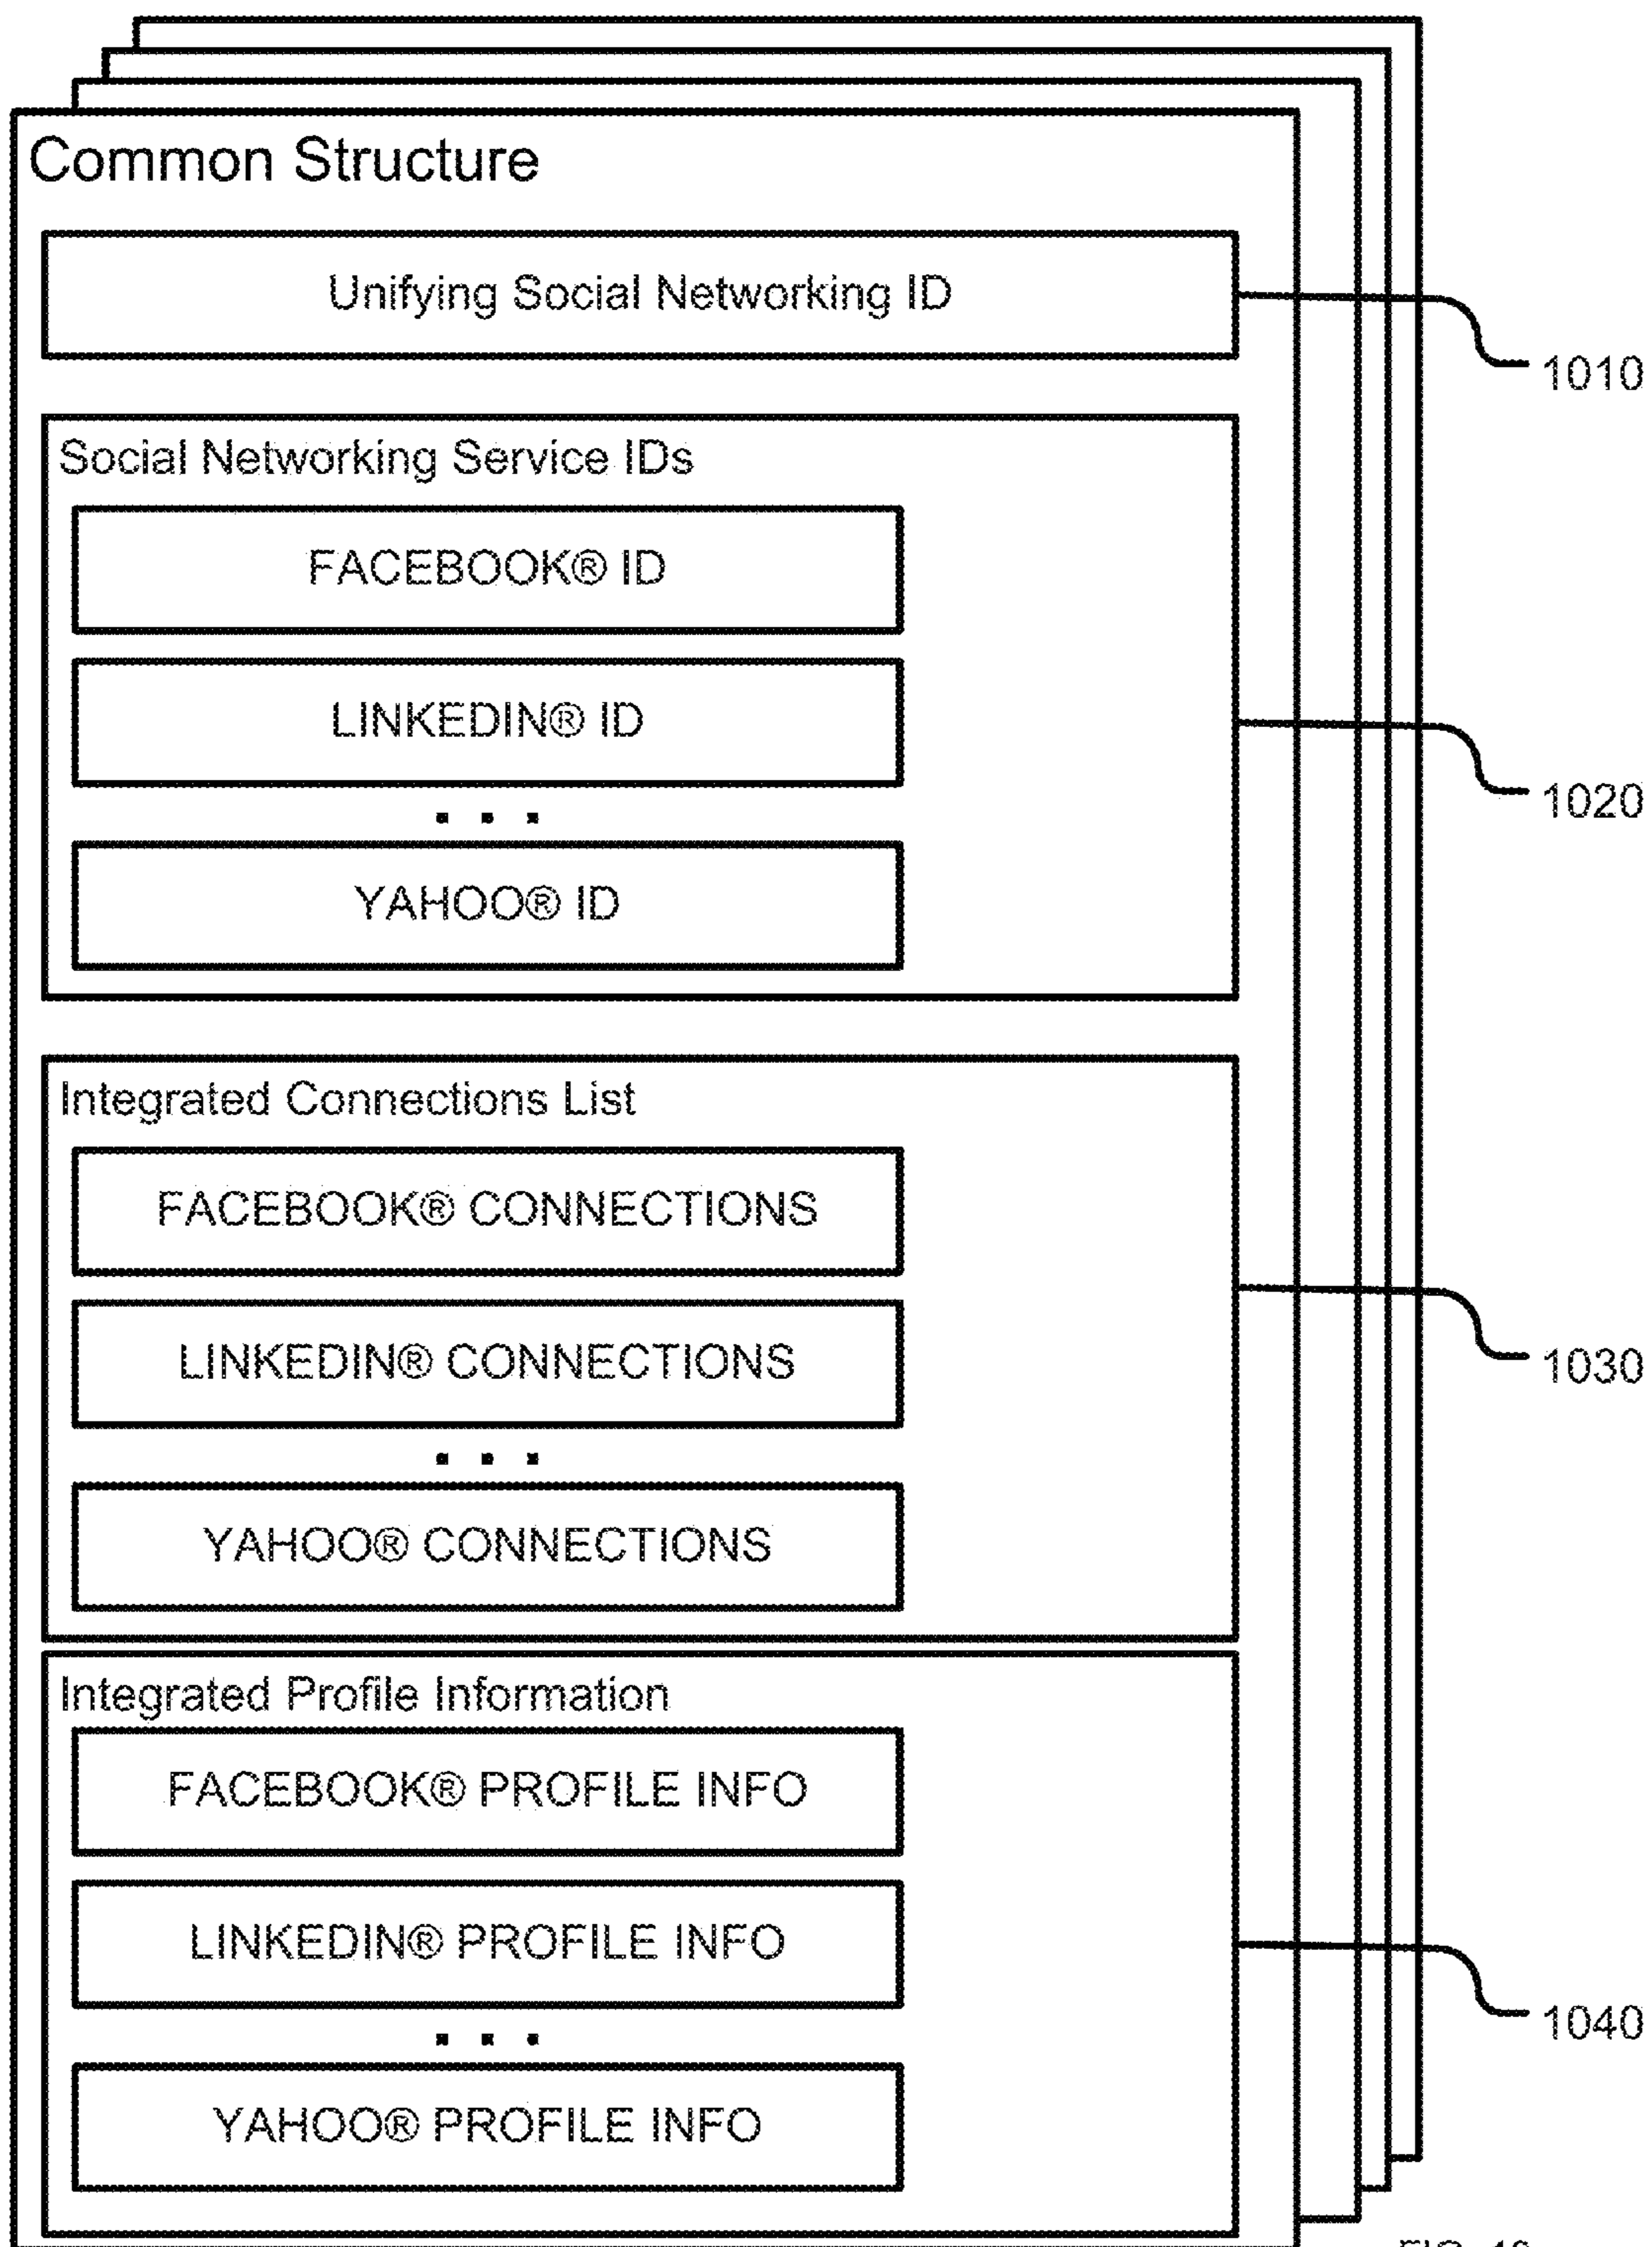 Common Structure
Unifying Social Networking ID
1010
Social Networking Service IDs
FACEBOOK® ID
LINKEDIN® ID
. . .
1020
YAHOO® ID
Integrated Connections List
FACEBOOK® CONNECTIONS
LINKEDIN® CONNECTIONS
1030
. . .
YAHOO® CONNECTIONS
Integrated Profile Information
FACEBOOK® PROFILE INFO
LINKEDIN® PROFILE INFO
1040
. . .
YAHOO® PROFILE INFO